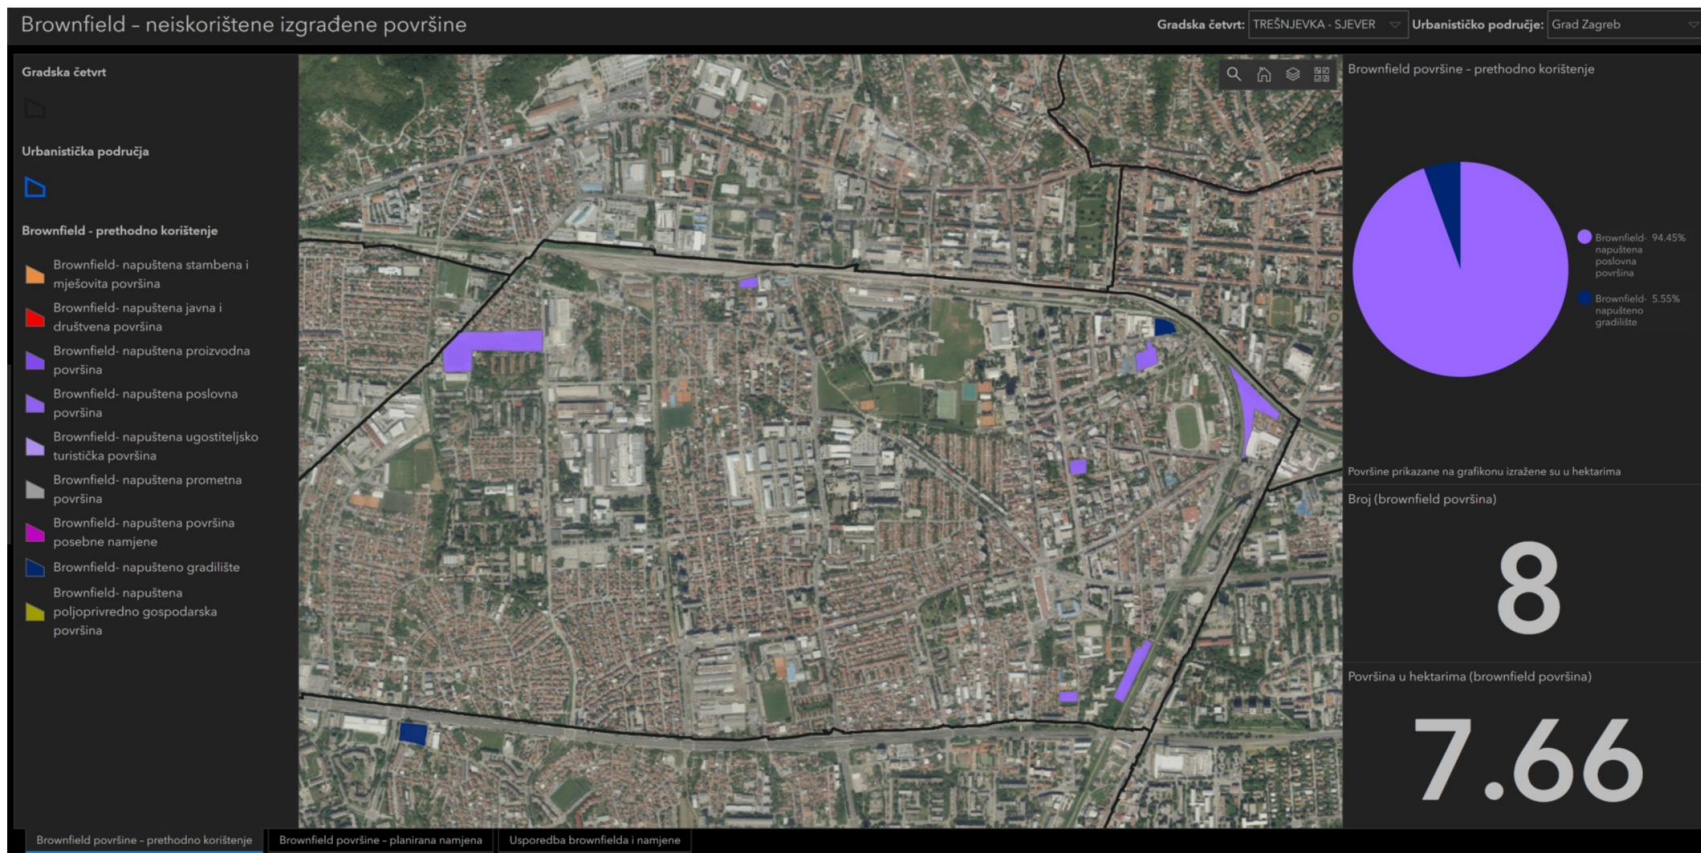 Brownfield – neiskorištene izgrađene površine
Gradska četvrt: TREŠNJEVKA - SJEVER Urbanističko područje: Grad Zagreb
Gradska četvrt
Urbanistička područja
Brownfield - prethodno korištenje
Brownfield- napuštena stambena i
mješovita površina
Brownfield- napuštena javna i
društvena površina
Brownfield- napuštena proizvodna
površina
Brownfield- napuštena poslovna
površina
Brownfield- napuštena ugostiteljsko
turistička površina
Brownfield- napuštena prometna
površina
Brownfield- napuštena površina
posebne namjene
Brownfield- napušteno gradilište
Brownfield- napuštena
poljoprivredno gospodarska
površina
Brownfield površine – prethodno korištenje
Brownfield- 94.45%
napuštena
poslovna
površina
Brownfield- 5.55%
napušteno
gradilište
Površine prikazane na grafikonu izražene su u hektarima
Broj (brownfield površina)
8
Površina u hektarima (brownfield površina)
7.66
Brownfield površine – prethodno korištenje Brownfield površine – planirana namjena Usporedba brownfielda i namjene